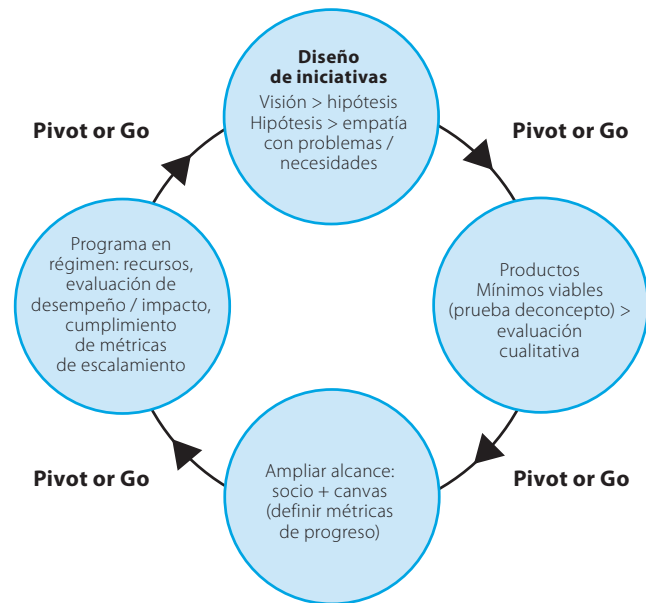 Diseño
de iniciativas
Visión > hipótesis
Hipótesis > empatía
con problemas /
necesidades
Pivot or Go
Pivot or Go
Programa en
régimen: recursos,
evaluación de
desempeño / impacto,
cumplimiento
de métricas
de escalamiento
Productos
Mínimos viables
(prueba deconcepto) >
evaluación
cualitativa
Pivot or Go
Pivot or Go
Ampliar alcance:
socio + canvas
(definir métricas
de progreso)